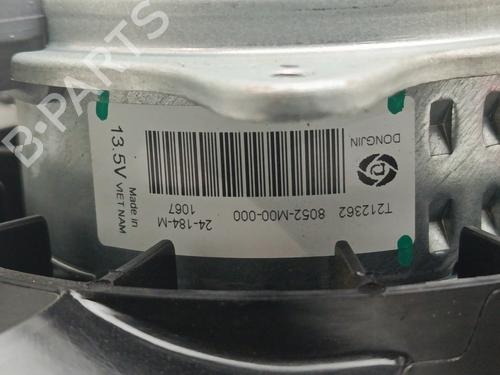 DONGJIN
T212362 8052-M00-000
24-184-M
1067
13.5V
Made in
VIET NAM
B-PARTS